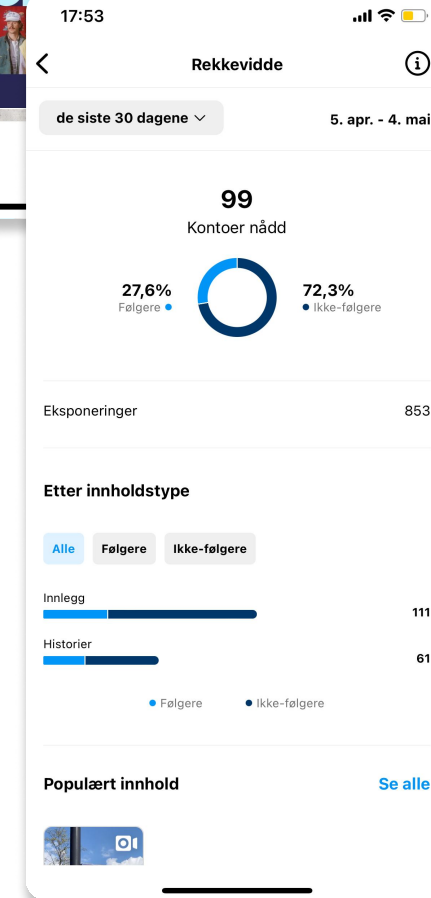 17:53
Rekkevidde
de siste 30 dagene
5. apr. - 4. mai
99
Kontoer nådd
27,6%
Følgere
72,3%
Ikke-følgere
Eksponeringer 853
Etter innholdstype
Alle Følgere Ikke-følgere
Innlegg
111
Historier
61
Følgere Ikke-følgere
Populært innhold Se alle